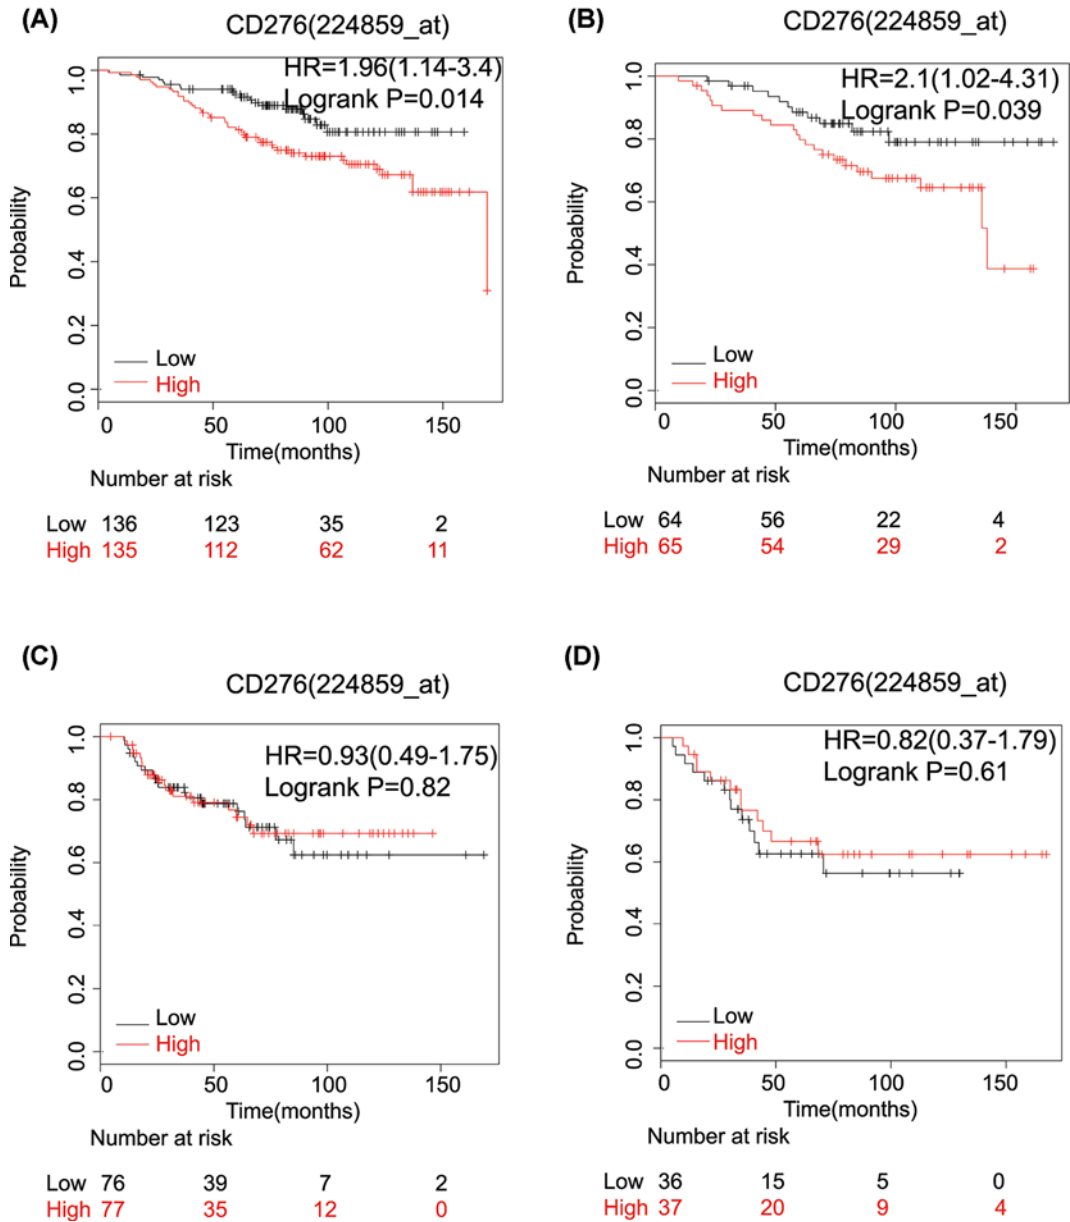 (A)
CD276(224859_at)
HR=1.96(1.14-3.4)
Logrank P=0.014
Probability
1.0
0.8
0.6
0.4
0.2
0.0
Low
High
0 50 100 150
Time(months)
Number at risk
Low 136 123 35 2
High 135 112 62 11
(B)
CD276(224859_at)
HR=2.1(1.02-4.31)
Logrank P=0.039
Probability
1.0
0.8
0.6
0.4
0.2
0.0
Low
High
0 50 100 150
Time(months)
Number at risk
Low 64 56 22 4
High 65 54 29 2
(C)
CD276(224859_at)
HR=0.93(0.49-1.75)
Logrank P=0.82
Probability
1.0
0.8
0.6
0.4
0.2
0.0
Low
High
0 50 100 150
Time(months)
Number at risk
Low 76 39 7 2
High 77 35 12 0
(D)
CD276(224859_at)
HR=0.82(0.37-1.79)
Logrank P=0.61
Probability
1.0
0.8
0.6
0.4
0.2
0.0
Low
High
0 50 100 150
Time(months)
Number at risk
Low 36 15 5 0
High 37 20 9 4